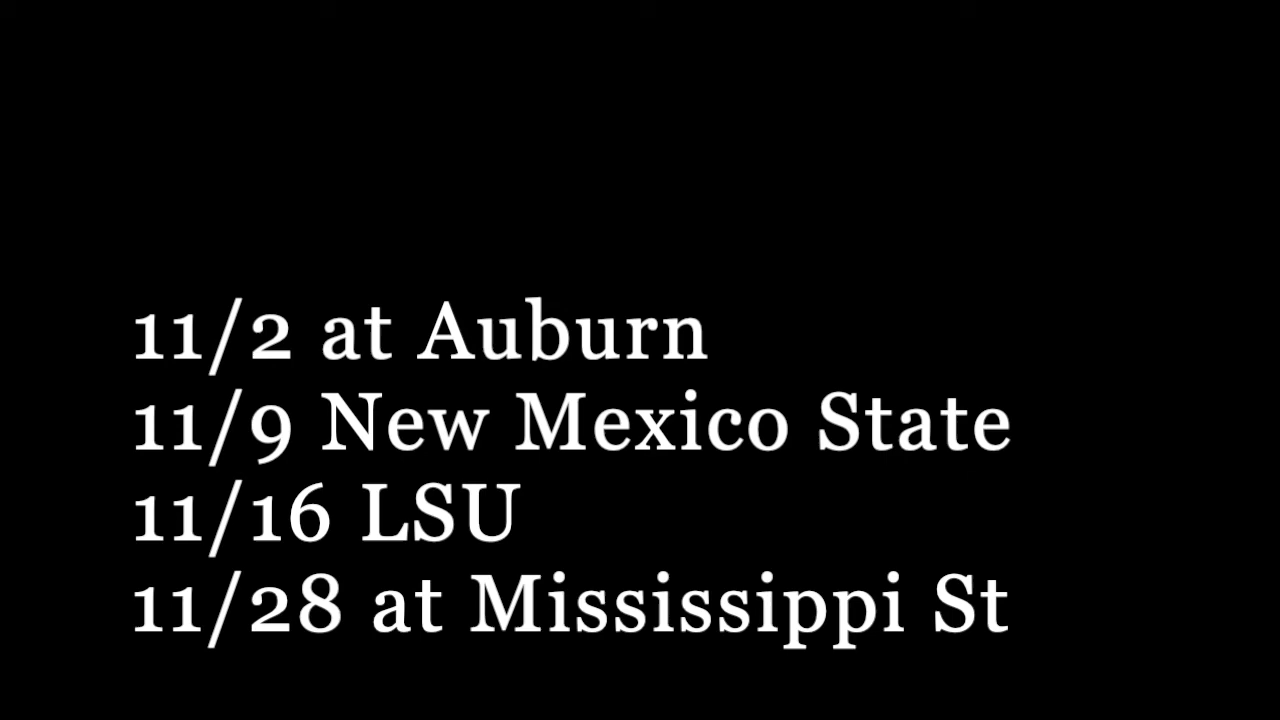 11/2 at Auburn
11/9 New Mexico State
11/16 LSU
11/28 at Mississippi St